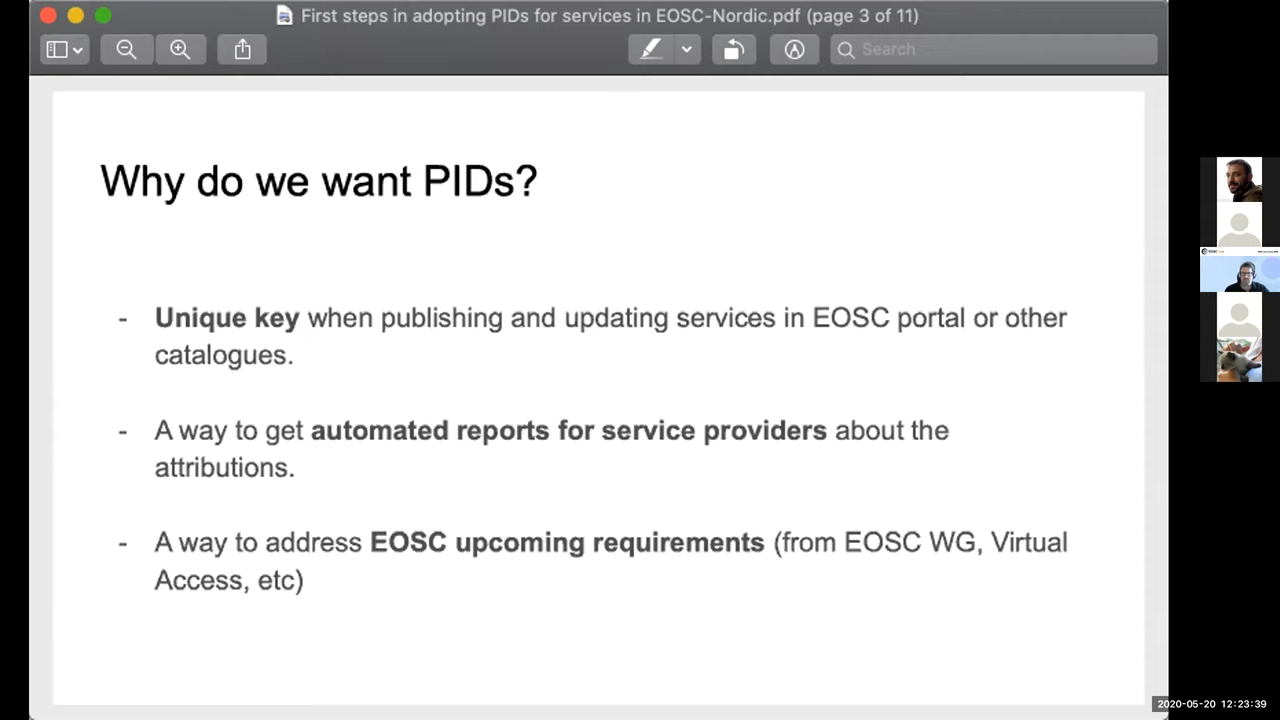 First steps in adopting PIDs for services in EOSC-Nordic.pdf (page 3 of 11)
Search
Why do we want PIDs?
- Unique key when publishing and updating services in EOSC portal or other
catalogues.
- A way to get automated reports for service providers about the
attributions.
- A way to address EOSC upcoming requirements (from EOSC WG, Virtual
Access, etc)
2020-05-20 12:23:39